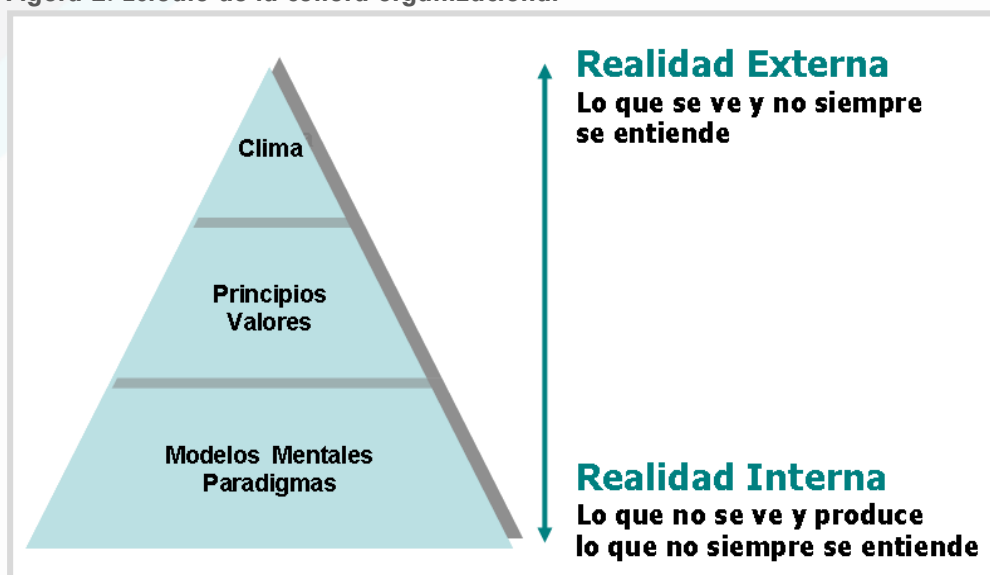 Realidad Externa
Lo que se ve y no siempre
se entiende
Clima
Principios
Valores
Modelos Mentales
Paradigmas
Realidad Interna
Lo que no se ve y produce
lo que no siempre se entiende